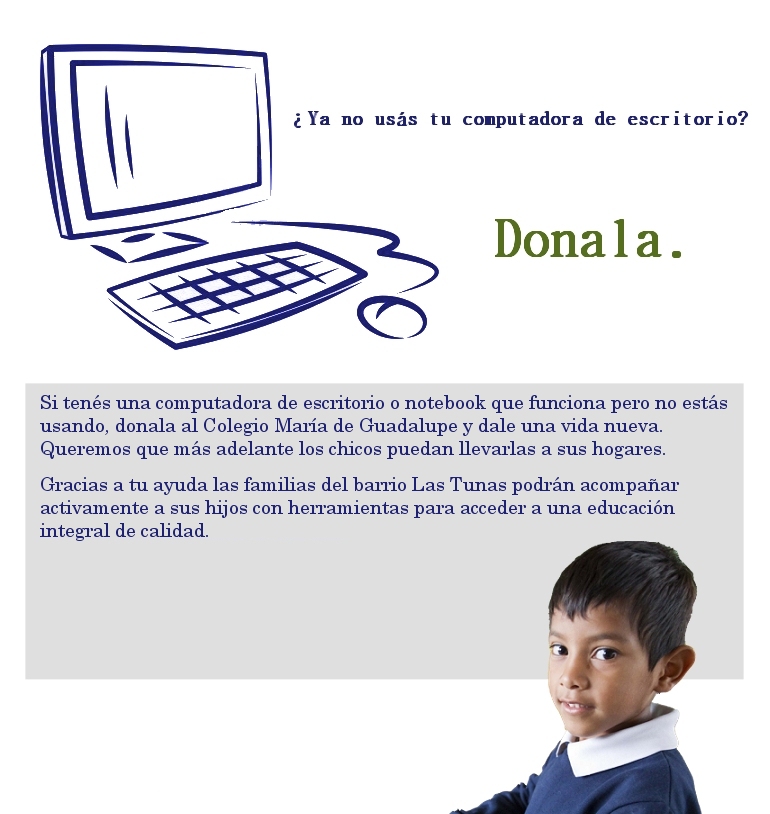 ¿Ya no usás tu computadora de escritorio?
Donala.
Si tenés una computadora de escritorio o notebook que funciona pero no estás
usando, donala al Colegio María de Guadalupe y dale una vida nueva.
Queremos que más adelante los chicos puedan llevarlas a sus hogares.
Gracias a tu ayuda las familias del barrio Las Tunas podrán acompañar
activamente a sus hijos con herramientas para acceder a una educación
integral de calidad.